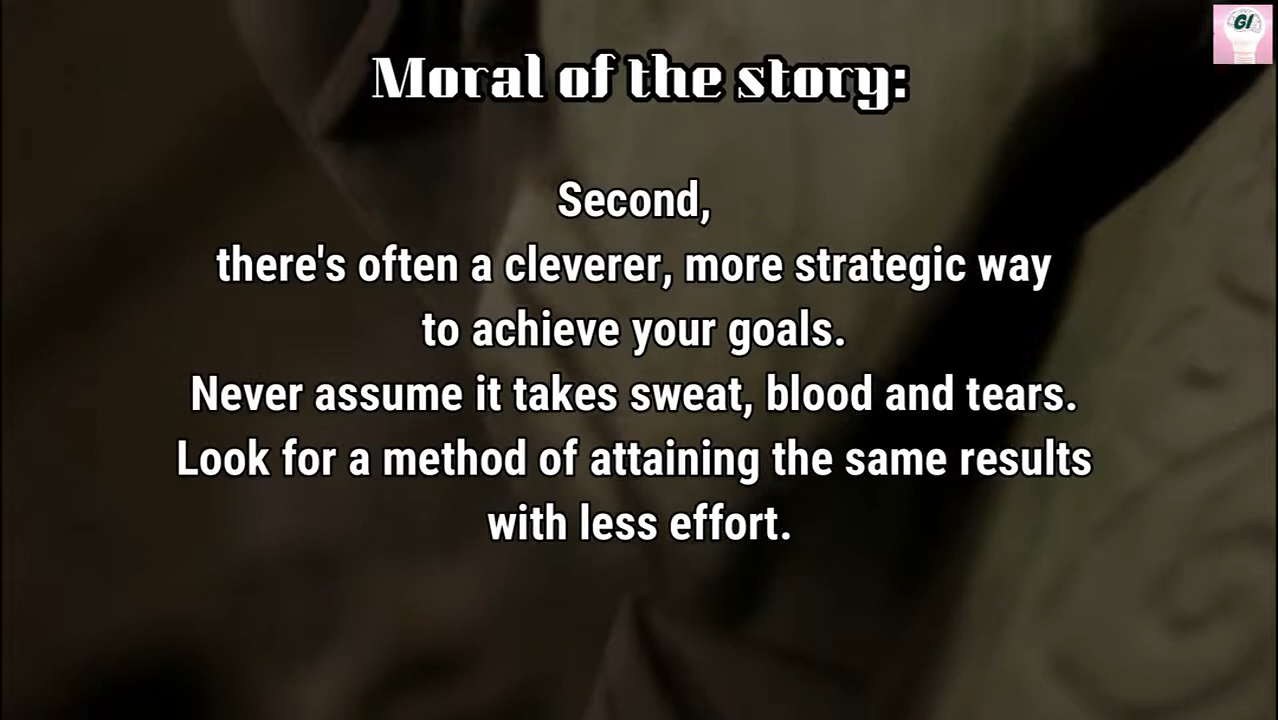 GI
Moral of the story:
Second,
there's often a cleverer, more strategic way
to achieve your goals.
Never assume it takes sweat, blood and tears.
Look for a method of attaining the same results
with less effort.